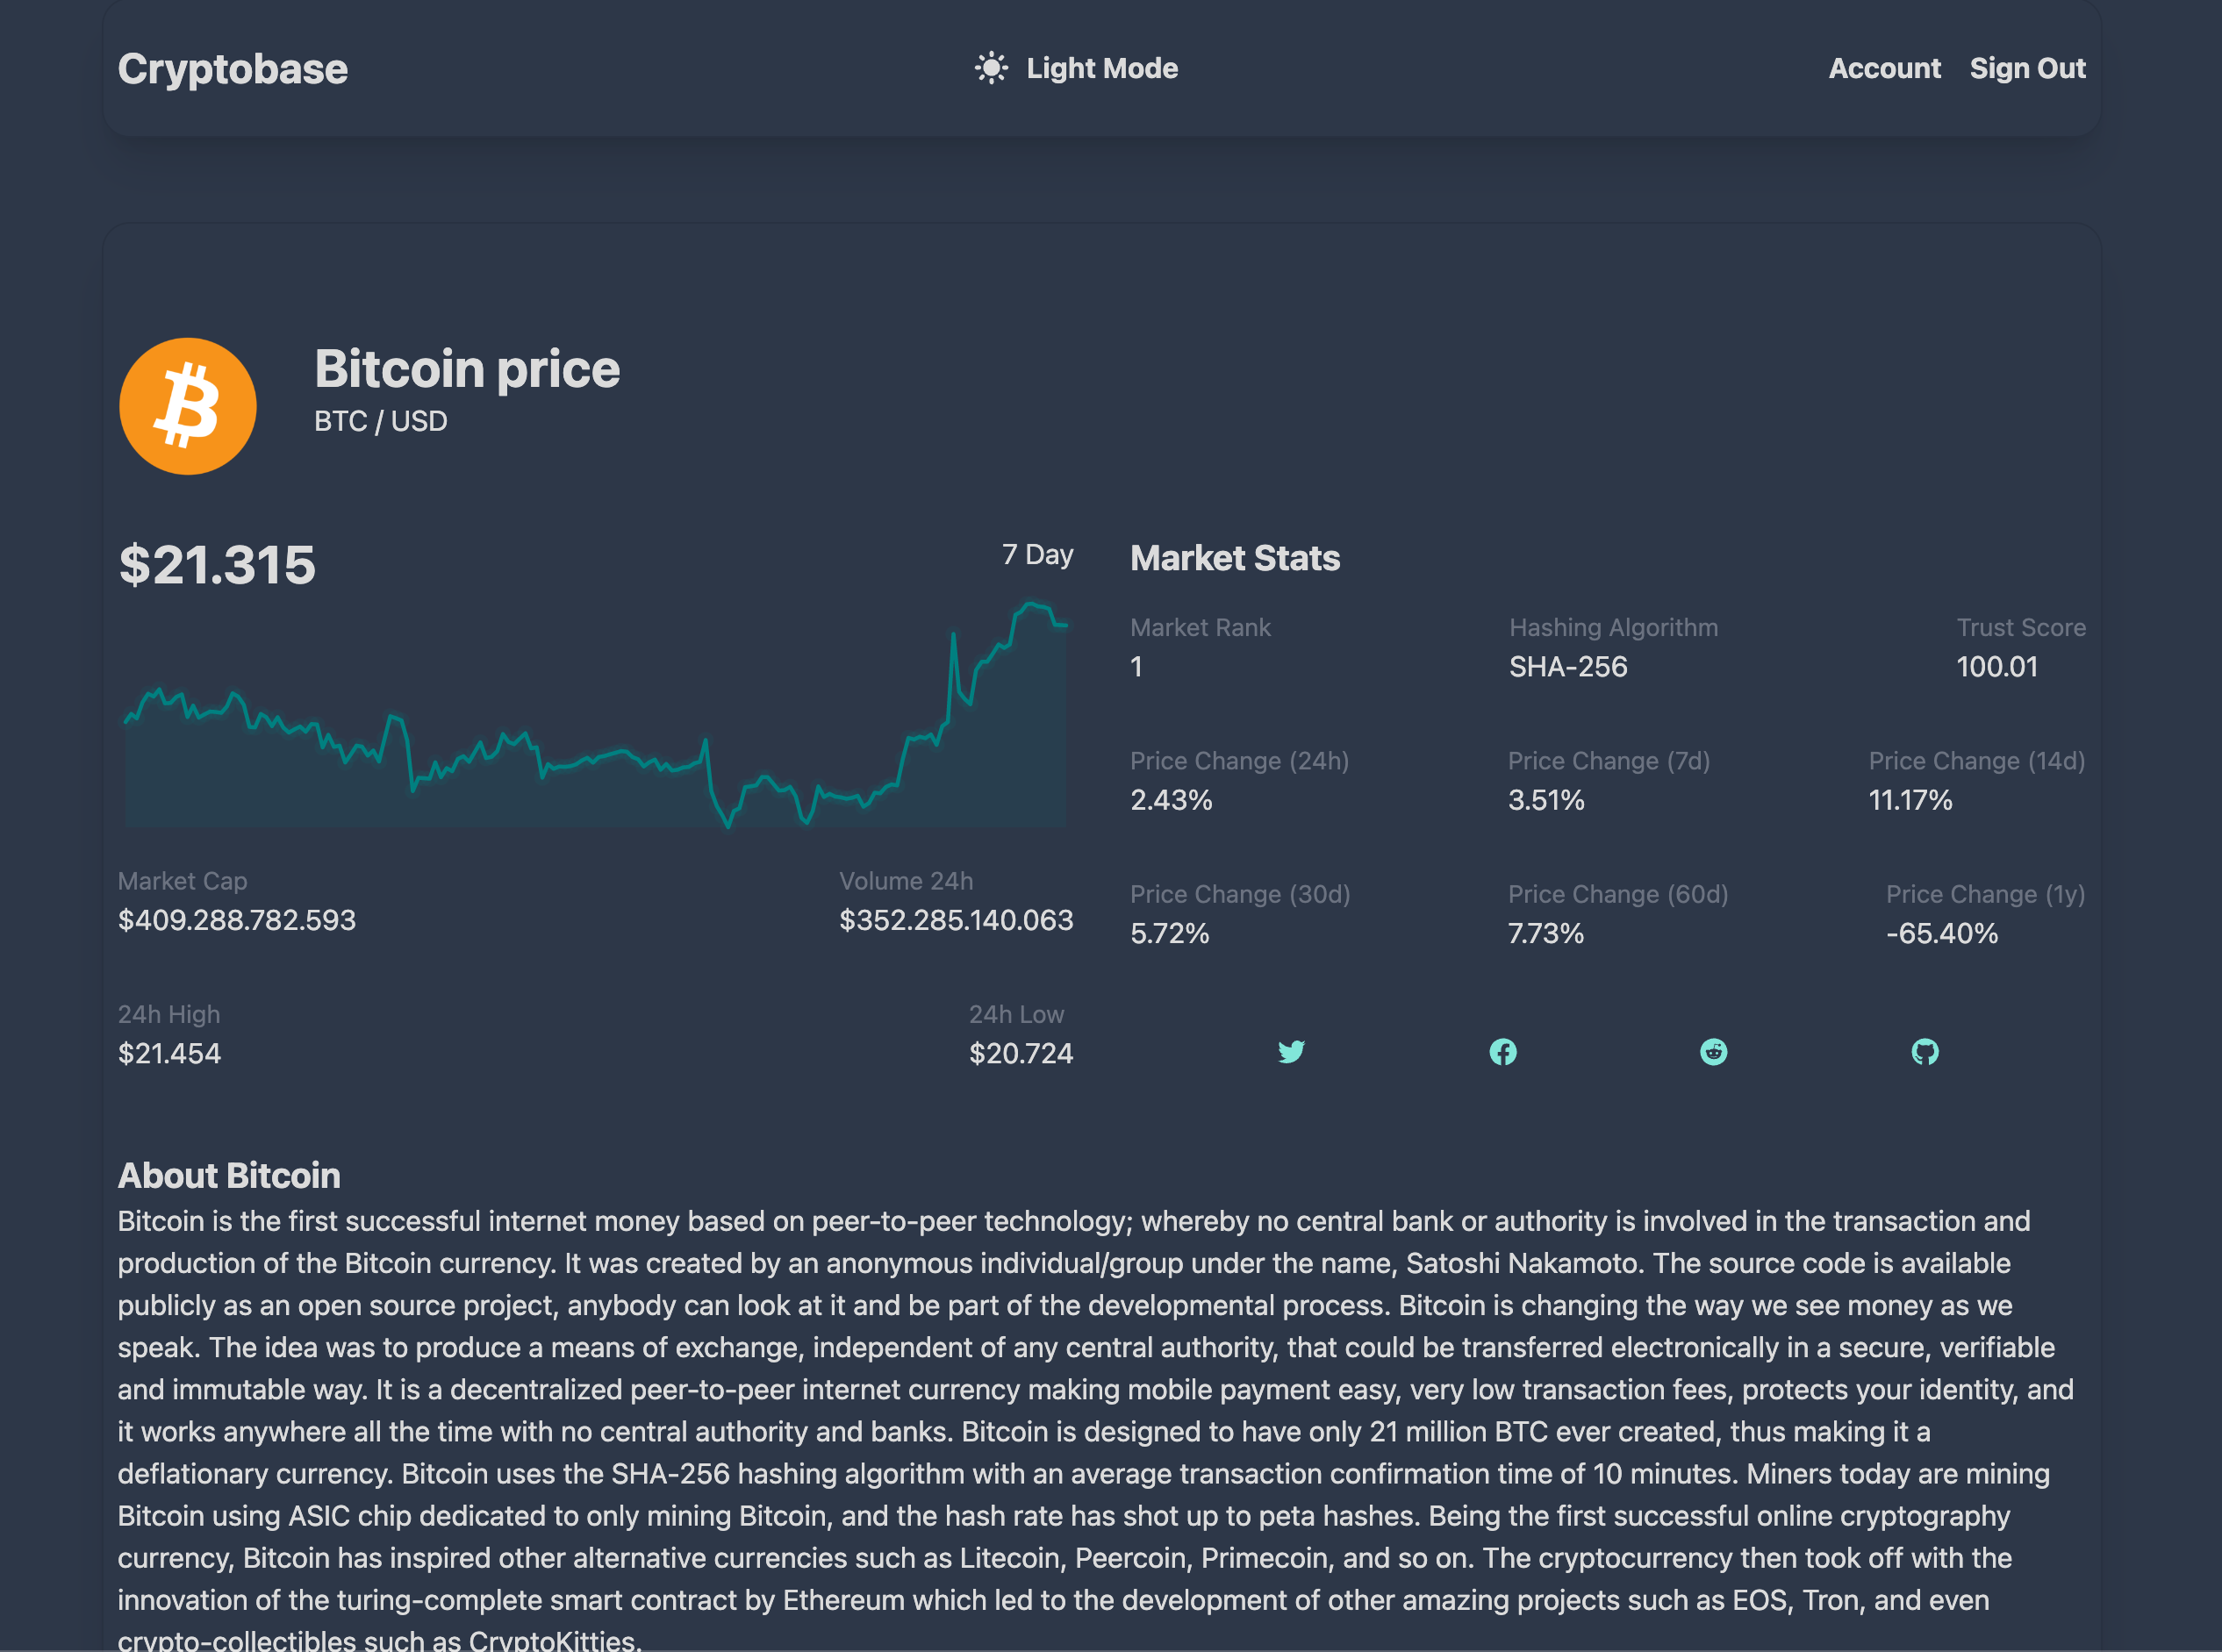 Cryptobase
Light Mode
Account
Sign Out
Bitcoin price
BTC / USD
$21.315
7 Day
Market Cap
$409.288.782.593
Volume 24h
$352.285.140.063
24h High
$21.454
24h Low
$20.724
Market Stats
Market Rank
1
Hashing Algorithm
SHA-256
Trust Score
100.01
Price Change (24h)
2.43%
Price Change (7d)
3.51%
Price Change (14d)
11.17%
Price Change (30d)
5.72%
Price Change (60d)
7.73%
Price Change (1y)
-65.40%
About Bitcoin
Bitcoin is the first successful internet money based on peer-to-peer technology; whereby no central bank or authority is involved in the transaction and
production of the Bitcoin currency. It was created by an anonymous individual/group under the name, Satoshi Nakamoto. The source code is available
publicly as an open source project, anybody can look at it and be part of the developmental process. Bitcoin is changing the way we see money as we
speak. The idea was to produce a means of exchange, independent of any central authority, that could be transferred electronically in a secure, verifiable
and immutable way. It is a decentralized peer-to-peer internet currency making mobile payment easy, very low transaction fees, protects your identity, and
it works anywhere all the time with no central authority and banks. Bitcoin is designed to have only 21 million BTC ever created, thus making it a
deflationary currency. Bitcoin uses the SHA-256 hashing algorithm with an average transaction confirmation time of 10 minutes. Miners today are mining
Bitcoin using ASIC chip dedicated to only mining Bitcoin, and the hash rate has shot up to peta hashes. Being the first successful online cryptography
currency, Bitcoin has inspired other alternative currencies such as Litecoin, Peercoin, Primecoin, and so on. The cryptocurrency then took off with the
innovation of the turing-complete smart contract by Ethereum which led to the development of other amazing projects such as EOS, Tron, and even
crypto-collectibles such as CryptoKitties.